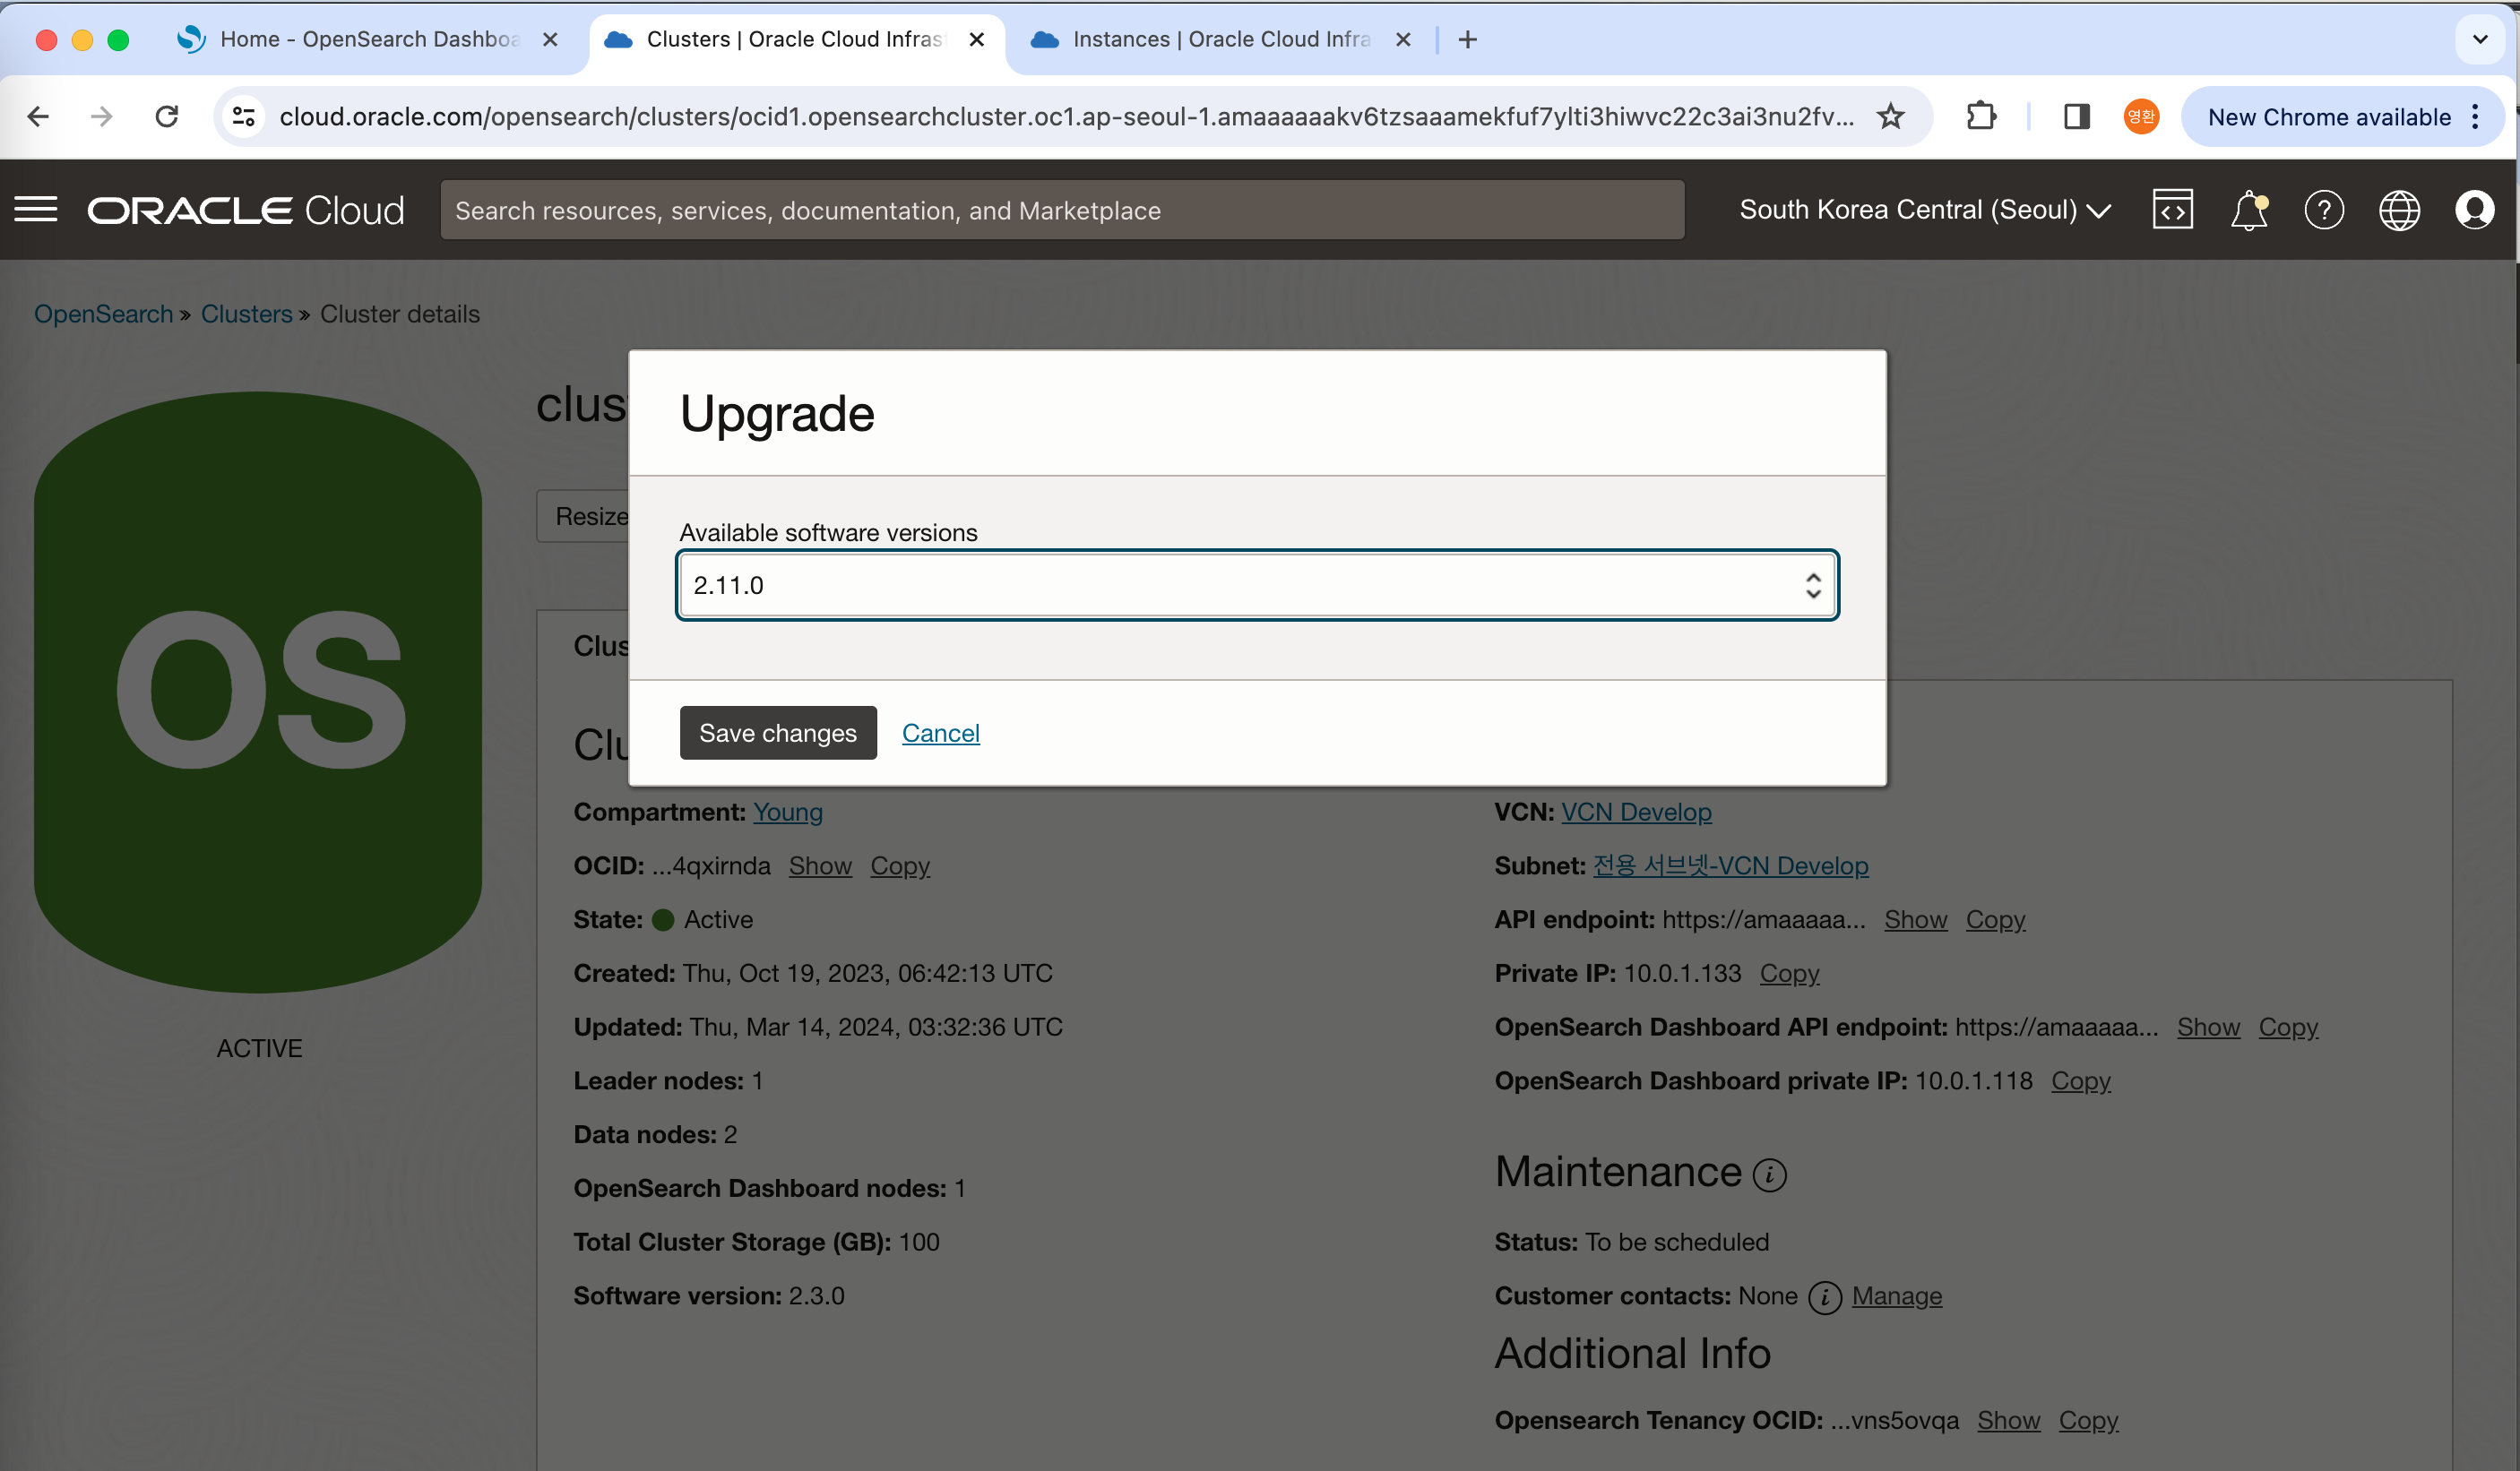 Home - OpenSearch Dashboa
Clusters | Oracle Cloud Infras
Instances | Oracle Cloud Infra
cloud.oracle.com/opensearch/clusters/ocid1.opensearchcluster.oc1.ap-seoul-1.amaaaaaakv6tzsaaamekfuf7ylti3hiwvc22c3ai3nu2fv...
영환
New Chrome available
ORACLE Cloud
Search resources, services, documentation, and Marketplace
South Korea Central (Seoul)
OpenSearch » Clusters » Cluster details
OS
ACTIVE
clus
Resize
Clus
Clu
Upgrade
Available software versions
2.11.0
Save changes Cancel
Compartment: Young
OCID: ...4qxirnda Show Copy
State: Active
Created: Thu, Oct 19, 2023, 06:42:13 UTC
Updated: Thu, Mar 14, 2024, 03:32:36 UTC
Leader nodes: 1
Data nodes: 2
OpenSearch Dashboard nodes: 1
Total Cluster Storage (GB): 100
Software version: 2.3.0
VCN: VCN Develop
Subnet: 전용 서브넷-VCN Develop
API endpoint: https://amaaaaa... Show Copy
Private IP: 10.0.1.133 Copy
OpenSearch Dashboard API endpoint: https://amaaaaa... Show Copy
OpenSearch Dashboard private IP: 10.0.1.118 Copy
Maintenance i
Status: To be scheduled
Customer contacts: None i Manage
Additional Info
Opensearch Tenancy OCID: ...vns5ovqa Show Copy